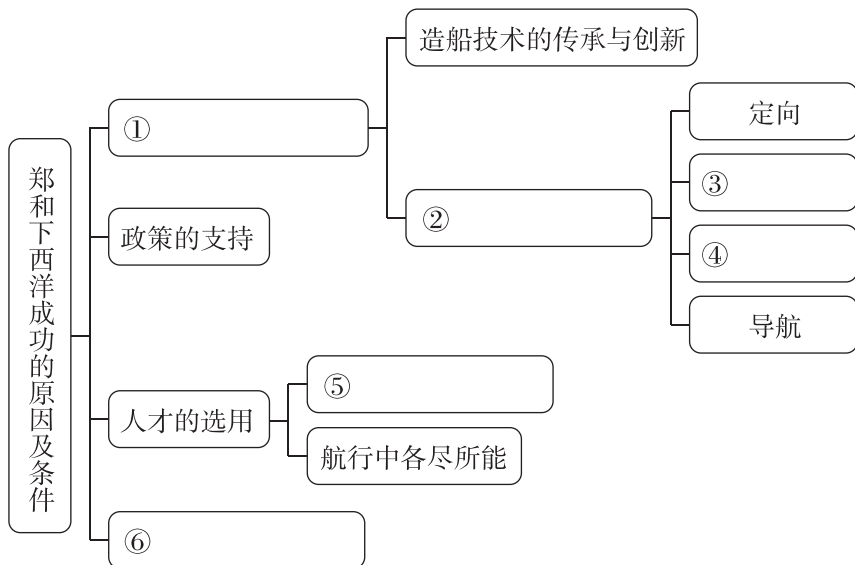 郑和下西洋成功的原因及条件
①
造船技术的传承与创新
②
定向
③
④
导航
政策的支持
人才的选用
⑤
航行中各尽所能
⑥